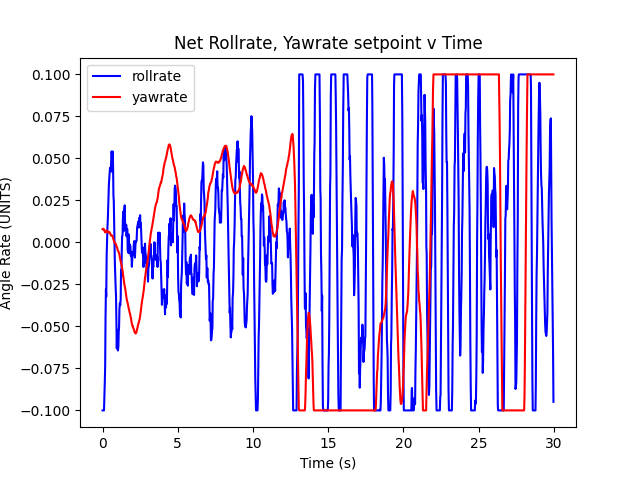 Net Rollrate, Yawrate setpoint v Time
rollrate
yawrate
Angle Rate (UNITS)
0.100
0.075
0.050
0.025
0.000
−0.025
−0.050
−0.075
−0.100
0 5 10 15 20 25 30
Time (s)